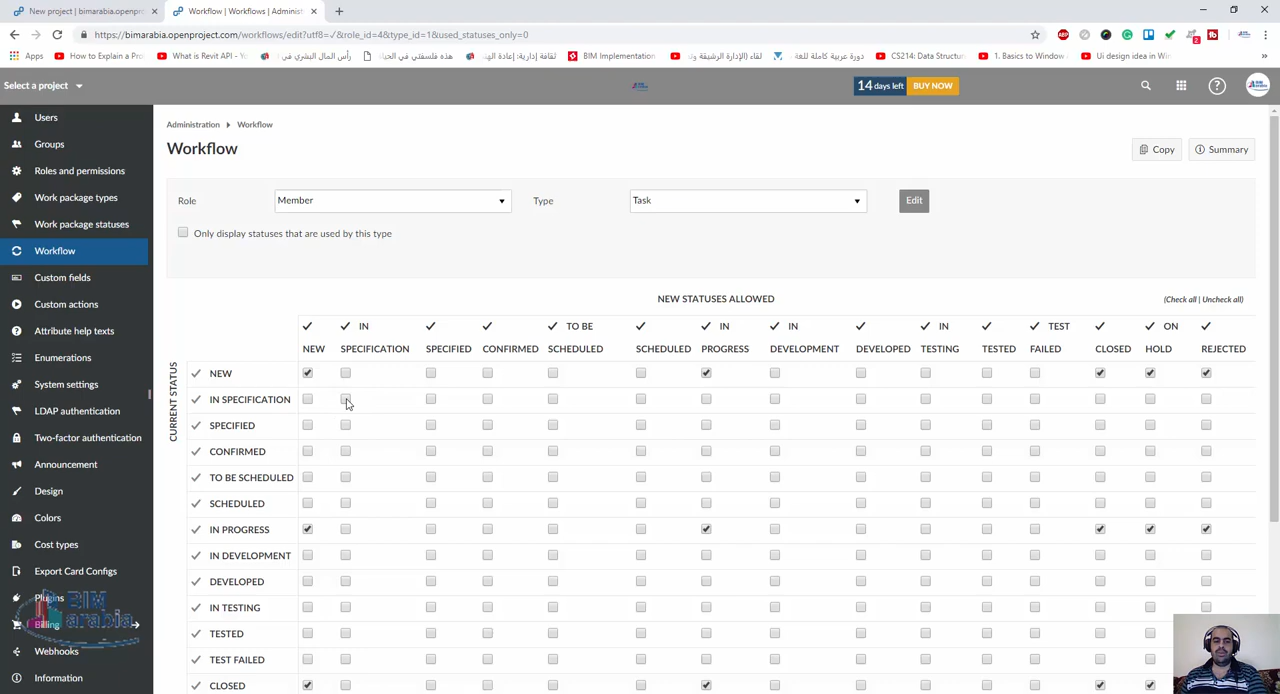 New project | bimarabia.openpro
Workflow | Workflows | Administ
https://bimarabia.openproject.com/workflows/edit?utf8=✓&role_id=4&type_id=1&used_statuses_only=0
Apps
How to Explain a Pro
What is Revit API - Yo
رأس المال البشري في
هذه فلسفتي في الحياة
ثقافة إدارية: إعادة الهند
BIM Implementation
لقاء (الإدارة الرشيقة
دورة عربية كاملة للغة
CS214: Data Structure
1. Basics to Window
Ui design idea in Win
Select a project
14 days left BUY NOW
Users
Groups
Roles and permissions
Work package types
Work package statuses
Workflow
Custom fields
Custom actions
Attribute help texts
Enumerations
System settings
LDAP authentication
Two-factor authentication
Announcement
Design
Colors
Cost types
Export Card Configs
Plugins
Billing
Webhooks
Information
BIM
arabia
Administration Workflow
Workflow
Copy
Summary
Role
Member
Type
Task
Edit
Only display statuses that are used by this type
NEW STATUSES ALLOWED
(Check all | Uncheck all)
CURRENT STATUS
NEW
IN SPECIFICATION
SPECIFIED
CONFIRMED
TO BE SCHEDULED
SCHEDULED
IN PROGRESS
IN DEVELOPMENT
DEVELOPED
IN TESTING
TESTED
TEST FAILED
CLOSED
ON HOLD
REJECTED
NEW
IN SPECIFICATION
SPECIFIED
CONFIRMED
TO BE SCHEDULED
SCHEDULED
IN PROGRESS
IN DEVELOPMENT
DEVELOPED
IN TESTING
TESTED
TEST FAILED
CLOSED